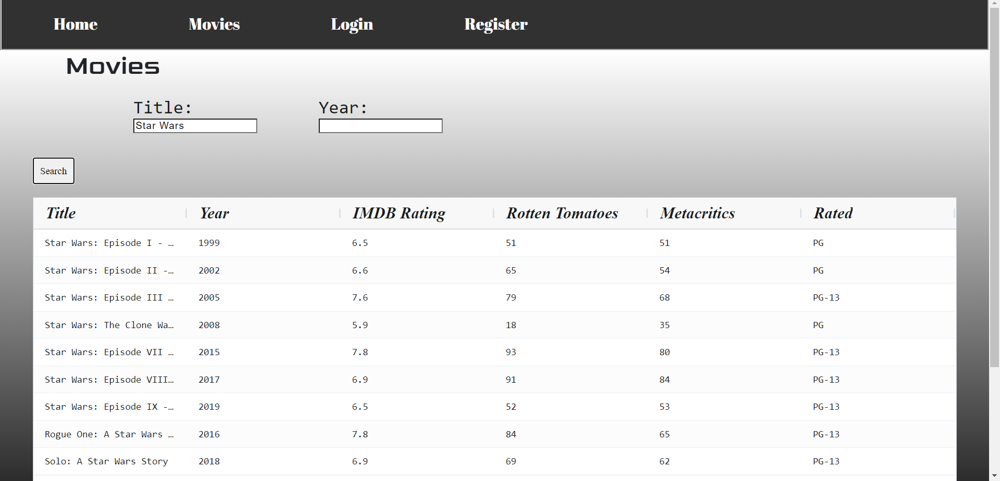 Home Movies Login Register
Movies
Title: Year:
Star Wars
Search
Title Year IMDB Rating Rotten Tomatoes Metacritics Rated
Star Wars: Episode I - … 1999 6.5 51 51 PG
Star Wars: Episode II -… 2002 6.6 65 54 PG
Star Wars: Episode III … 2005 7.6 79 68 PG-13
Star Wars: The Clone Wa… 2008 5.9 18 35 PG
Star Wars: Episode VII … 2015 7.8 93 80 PG-13
Star Wars: Episode VIII… 2017 6.9 91 84 PG-13
Star Wars: Episode IX -… 2019 6.5 52 53 PG-13
Rogue One: A Star Wars … 2016 7.8 84 65 PG-13
Solo: A Star Wars Story 2018 6.9 69 62 PG-13